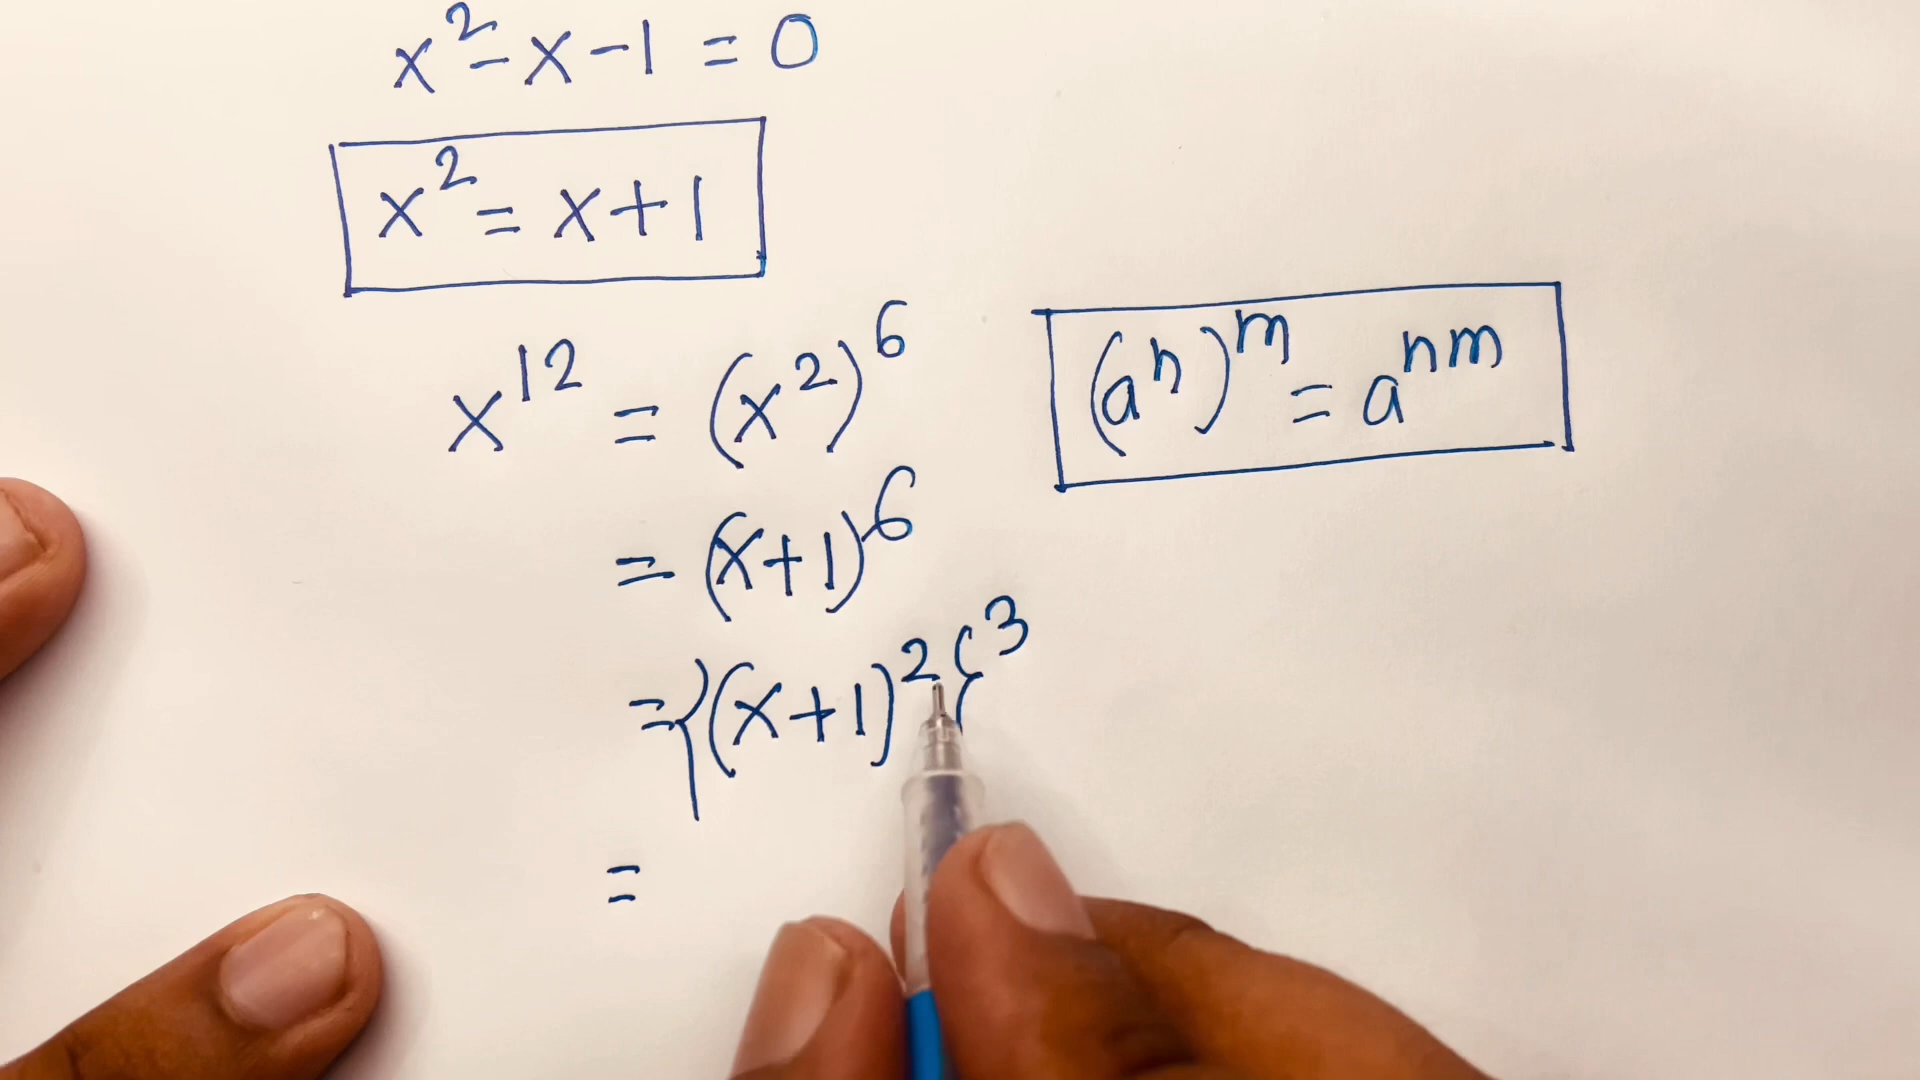 x² - x - 1 = 0
x² = x + 1
x¹² = (x²)⁶
(aⁿ)ᵐ = aⁿᵐ
= (x+1)⁶
= {(x+1)²}³
=